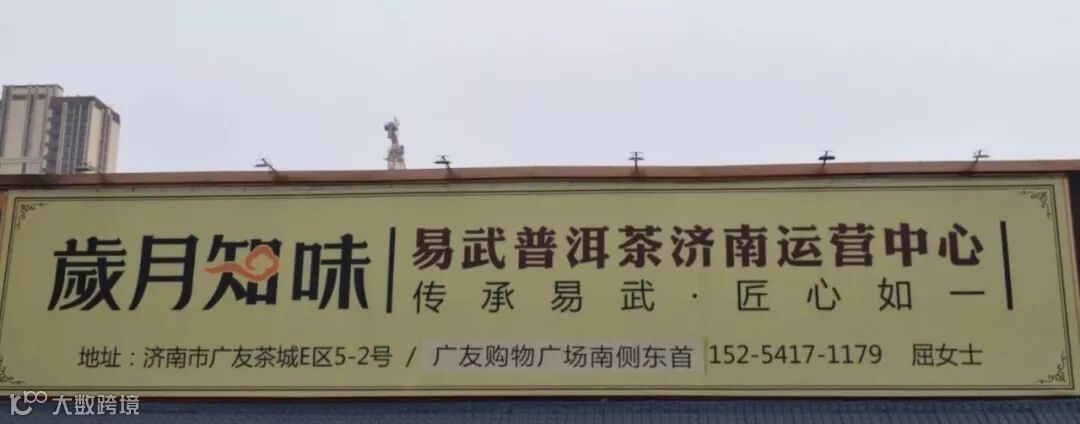 歲月知味
易武普洱茶济南运营中心
传承易武·匠心如一
地址：济南市广友茶城E区5-2号 / 广友购物广场南侧东首 152-5417-1179 屈女士
大数跨境